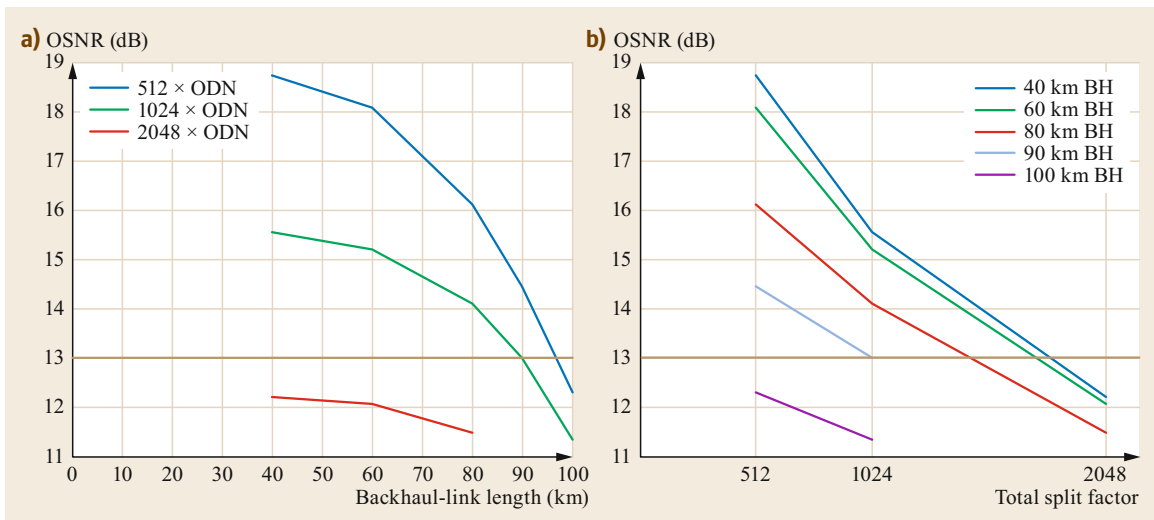 a) OSNR (dB)
19
18
17
16
15
14
13
12
11
0 10 20 30 40 50 60 70 80 90 100
Backhaul-link length (km)
512 × ODN
1024 × ODN
2048 × ODN
b) OSNR (dB)
19
18
17
16
15
14
13
12
11
512 1024 2048
Total split factor
40 km BH
60 km BH
80 km BH
90 km BH
100 km BH